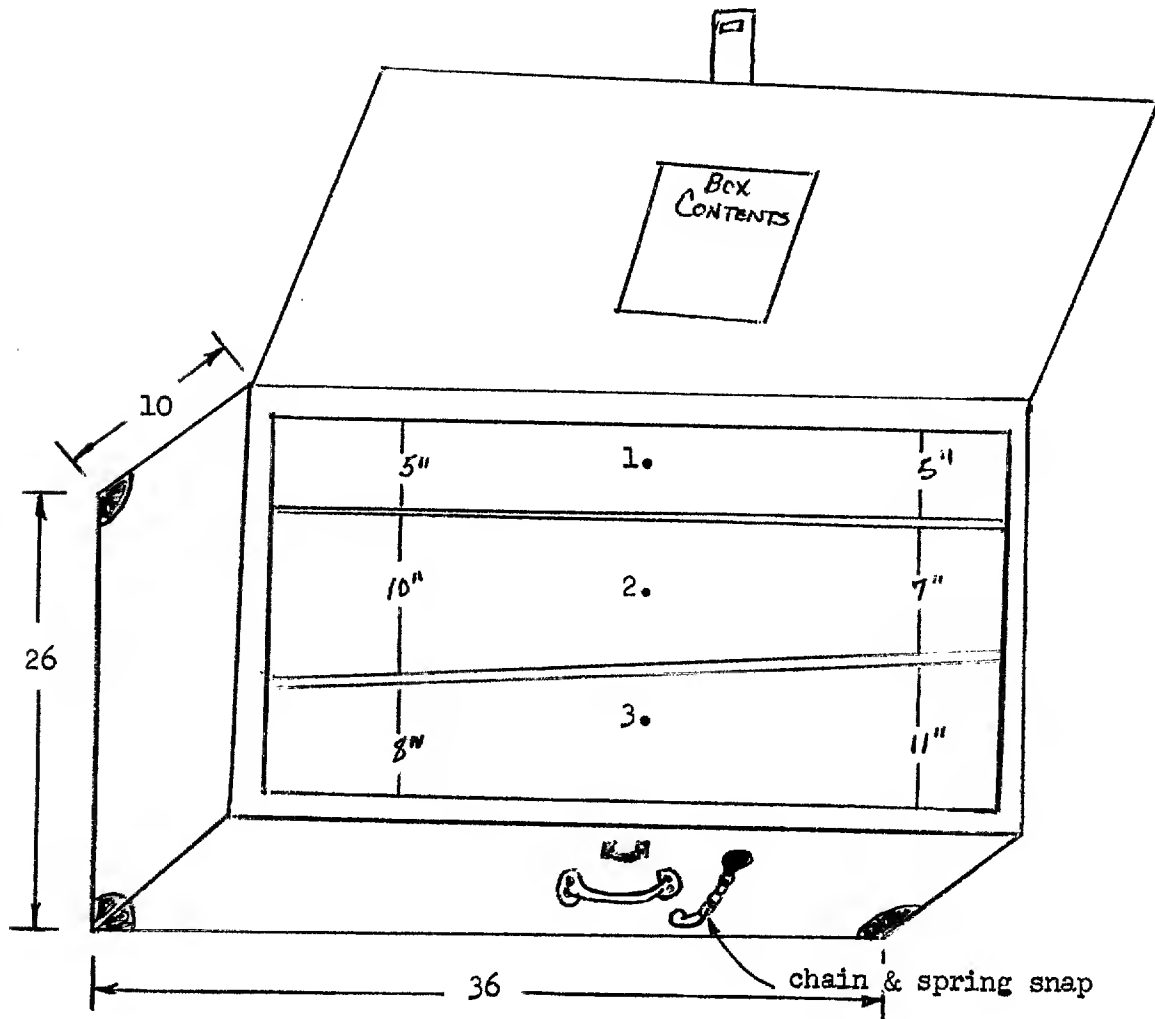 Box
CONTENTS
10
5" 1. 5"
10" 2. 7"
26
3.
8" 11"
chain & spring snap
36